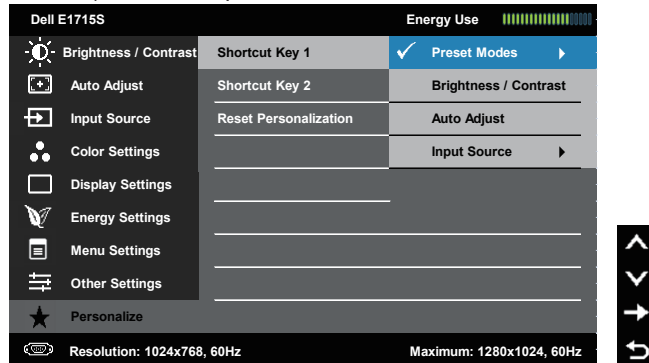 Dell E1715S Energy Use
Brightness / Contrast Shortcut Key 1 Preset Modes
Auto Adjust Shortcut Key 2 Brightness / Contrast
Input Source Reset Personalization Auto Adjust
Color Settings Input Source
Display Settings
Energy Settings
Menu Settings
Other Settings
Personalize
Resolution: 1024x768, 60Hz Maximum: 1280x1024, 60Hz